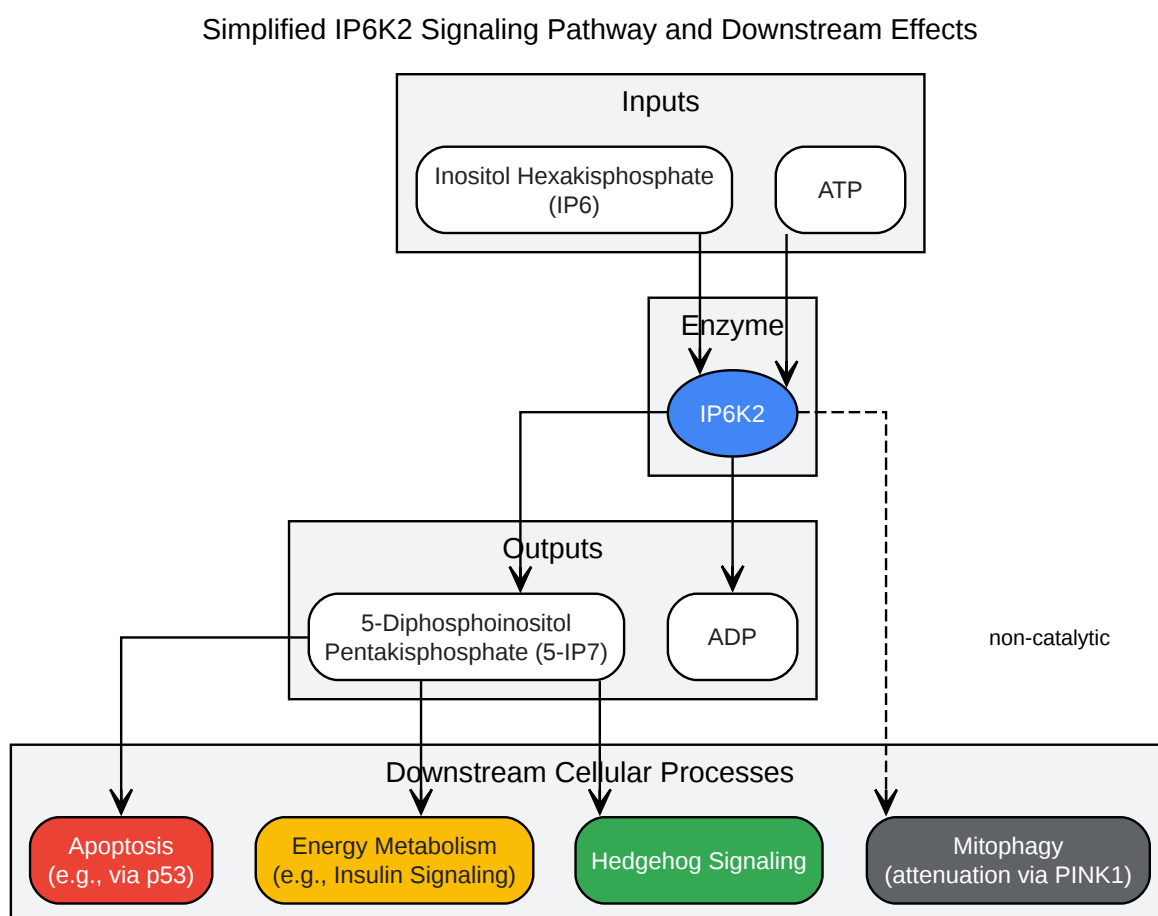 Simplified IP6K2 Signaling Pathway and Downstream Effects
Inputs
Inositol Hexakisphosphate
(IP6)
ATP
Enzyme
IP6K2
Outputs
5-Diphosphoinositol
Pentakisphosphate (5-IP7)
ADP
non-catalytic
Downstream Cellular Processes
Apoptosis
(e.g., via p53)
Energy Metabolism
(e.g., Insulin Signaling)
Hedgehog Signaling
Mitophagy
(attenuation via PINK1)